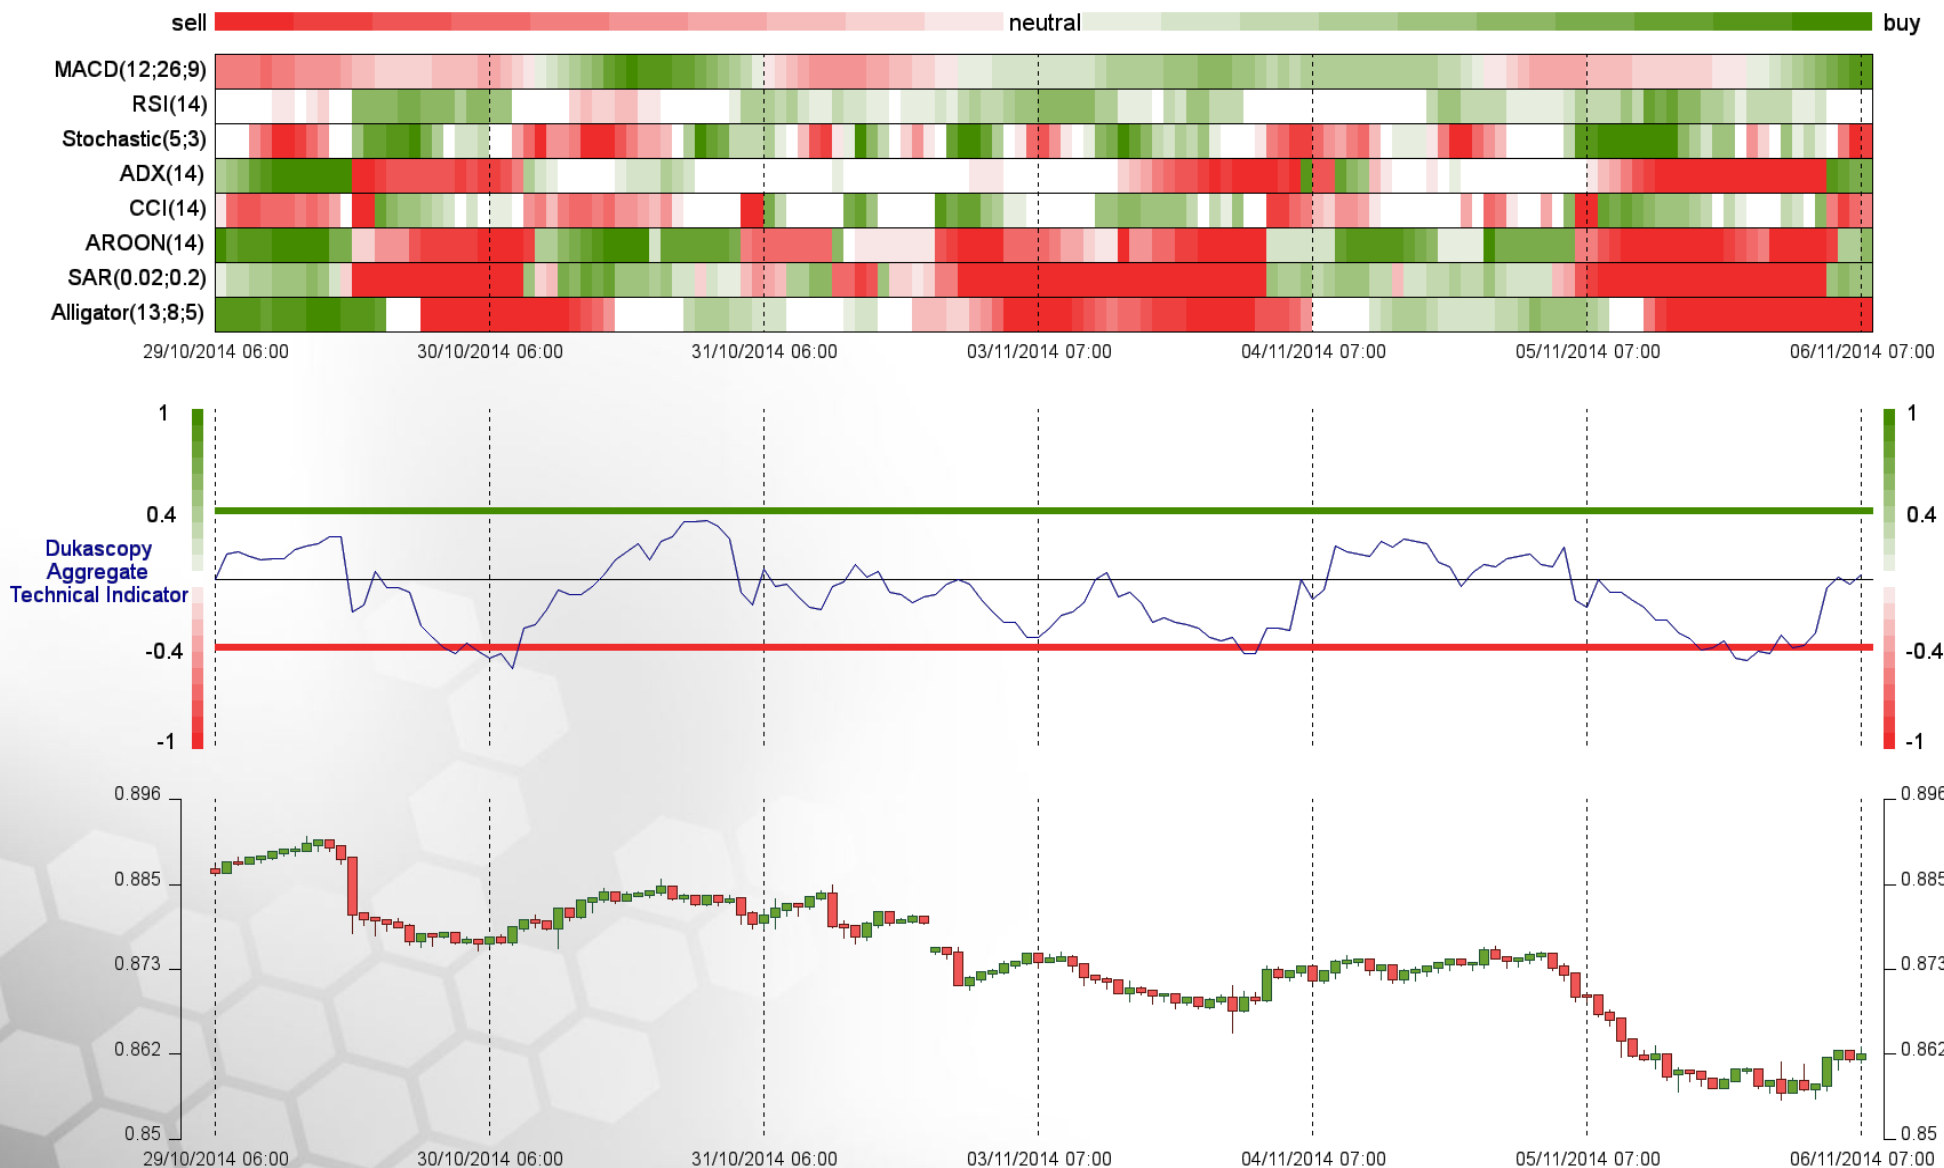 sell neutral buy
MACD(12;26;9)
RSI(14)
Stochastic(5;3)
ADX(14)
CCI(14)
AROON(14)
SAR(0.02;0.2)
Alligator(13;8;5)
29/10/2014 06:00 30/10/2014 06:00 31/10/2014 06:00 03/11/2014 07:00 04/11/2014 07:00 05/11/2014 07:00 06/11/2014 07:00
1 1
0.4 0.4
Dukascopy
Aggregate
Technical Indicator
-0.4 -0.4
-1 -1
0.896 0.896
0.885 0.885
0.873 0.873
0.862 0.862
0.85 0.85
29/10/2014 06:00 30/10/2014 06:00 31/10/2014 06:00 03/11/2014 07:00 04/11/2014 07:00 05/11/2014 07:00 06/11/2014 07:00